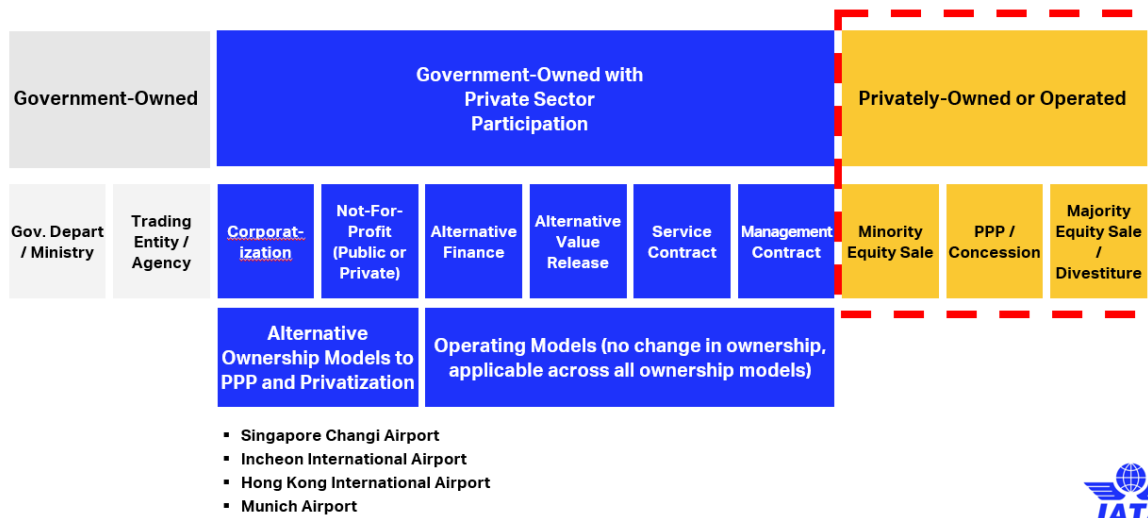 Government-Owned
Government-Owned with
Private Sector
Participation
Privately-Owned or Operated
Gov. Depart
/ Ministry
Trading
Entity /
Agency
Corporat-
ization
Not-For-
Profit
(Public or
Private)
Alternative
Finance
Alternative
Value
Release
Service
Contract
Management
Contract
Minority
Equity Sale
PPP /
Concession
Majority
Equity Sale
/
Divestiture
Alternative
Ownership Models to
PPP and Privatization
Operating Models (no change in ownership,
applicable across all ownership models)
▪ Singapore Changi Airport
▪ Incheon International Airport
▪ Hong Kong International Airport
▪ Munich Airport